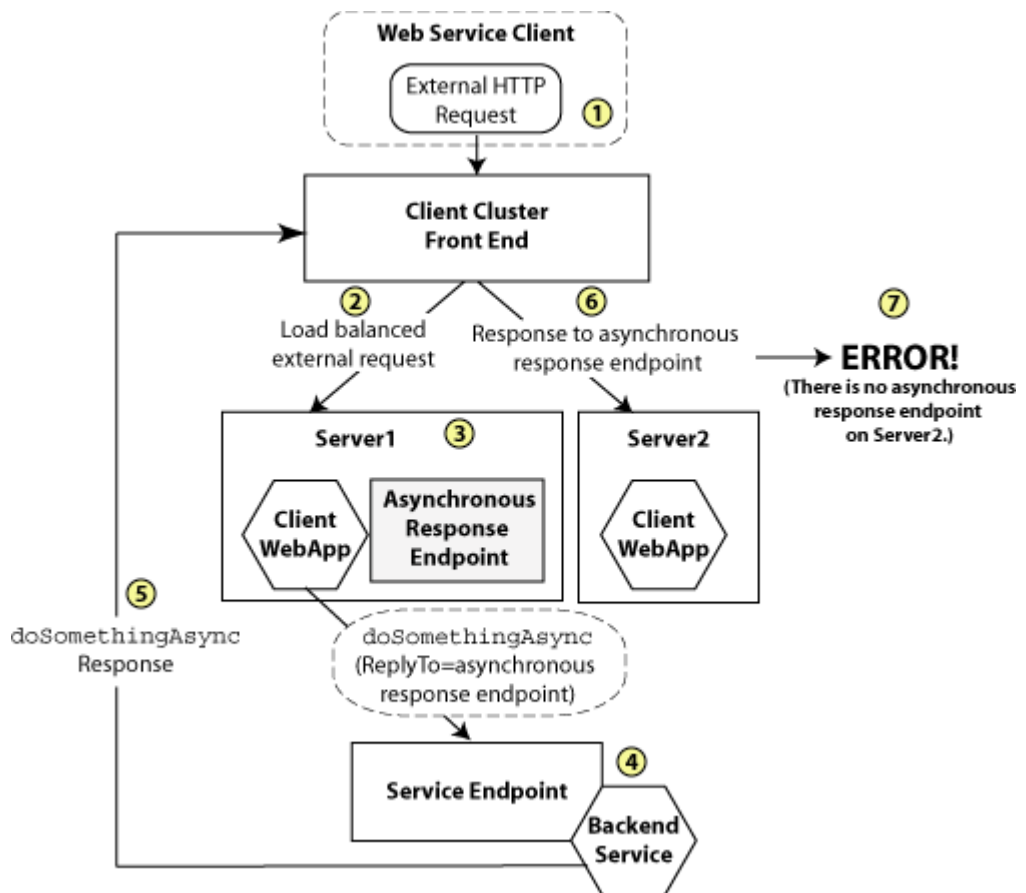 Web Service Client
External HTTP
Request
1
Client Cluster
Front End
2
Load balanced
external request
6
Response to asynchronous
response endpoint
7
ERROR!
(There is no asynchronous
response endpoint
on Server2.)
Server1
3
Client
WebApp
Asynchronous
Response
Endpoint
Server2
Client
WebApp
5
doSomethingAsync
Response
doSomethingAsync
(ReplyTo=asynchronous
response endpoint)
Service Endpoint
4
Backend
Service